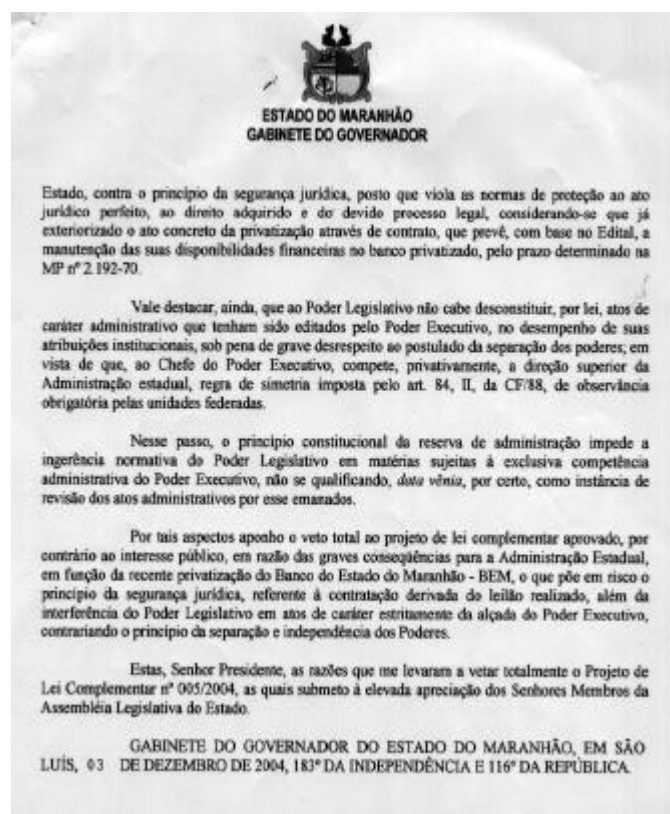 ESTADO DO MARANHÃO
GABINETE DO GOVERNADOR
Estado, contra o princípio da segurança jurídica, posto que viola as normas de proteção ao ato
jurídico perfeito, ao direito adquirido e do devido processo legal, considerando-se que já
exteriorizado o ato concreto da privatização através de contrato, que prevê, com base no Edital, a
manutenção das suas disponibilidades financeiras no banco privatizado, pelo prazo determinado na
MP nº 2.192-70.
Vale destacar, ainda, que ao Poder Legislativo não cabe desconstituir, por lei, atos de
caráter administrativo que tenham sido editados pelo Poder Executivo, no desempenho de suas
atribuições institucionais, sob pena de grave desrespeito ao postulado da separação dos poderes, em
vista de que, ao Chefe do Poder Executivo, compete, privativamente, a direção superior da
Administração estadual, regra de simetria imposta pelo art. 84, II, da CF/88, de observância
obrigatória pelas unidades federadas.
Nesse passo, o princípio constitucional da reserva de administração impede a
ingerência normativa do Poder Legislativo em matérias sujeitas à exclusiva competência
administrativa do Poder Executivo, não se qualificando, data vênia, por certo, como instância de
revisão dos atos administrativos por esse emanados.
Por tais aspectos aponho o veto total ao projeto de lei complementar aprovado, por
contrário ao interesse público, em razão das graves conseqüências para a Administração Estadual,
em função da recente privatização do Banco do Estado do Maranhão - BEM, o que põe em risco o
princípio da segurança jurídica, referente à contratação derivada do leilão realizado, além da
interferência do Poder Legislativo em atos de caráter estritamente da alçada do Poder Executivo,
contrariando o princípio da separação e independência dos Poderes.
Estas, Senhor Presidente, as razões que me levaram a vetar totalmente o Projeto de
Lei Complementar nº 005/2004, as quais submeto à elevada apreciação dos Senhores Membros da
Assembléia Legislativa do Estado.
GABINETE DO GOVERNADOR DO ESTADO DO MARANHÃO, EM SÃO
LUÍS, 03 DE DEZEMBRO DE 2004, 183º DA INDEPENDÊNCIA E 116º DA REPÚBLICA.